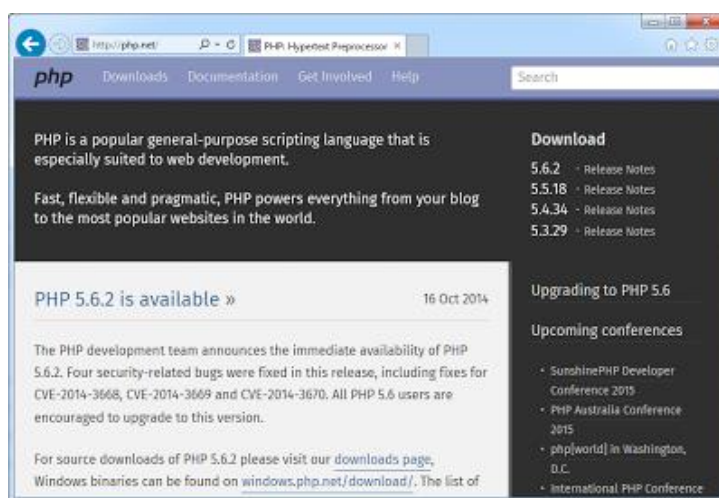 http://php.net/
PHP: Hypertext Preprocessor
php Downloads Documentation Get Involved Help Search
PHP is a popular general-purpose scripting language that is
especially suited to web development.
Fast, flexible and pragmatic, PHP powers everything from your blog
to the most popular websites in the world.
Download
5.6.2 · Release Notes
5.5.18 · Release Notes
5.4.34 · Release Notes
5.3.29 · Release Notes
PHP 5.6.2 is available »
16 Oct 2014
The PHP development team announces the immediate availability of PHP
5.6.2. Four security-related bugs were fixed in this release, including fixes for
CVE-2014-3668, CVE-2014-3669 and CVE-2014-3670. All PHP 5.6 users are
encouraged to upgrade to this version.
For source downloads of PHP 5.6.2 please visit our downloads page,
Windows binaries can be found on windows.php.net/download/. The list of
Upgrading to PHP 5.6
Upcoming conferences
• SunshinePHP Developer
Conference 2015
• PHP Australia Conference
2015
• php[world] in Washington,
D.C.
• International PHP Conference